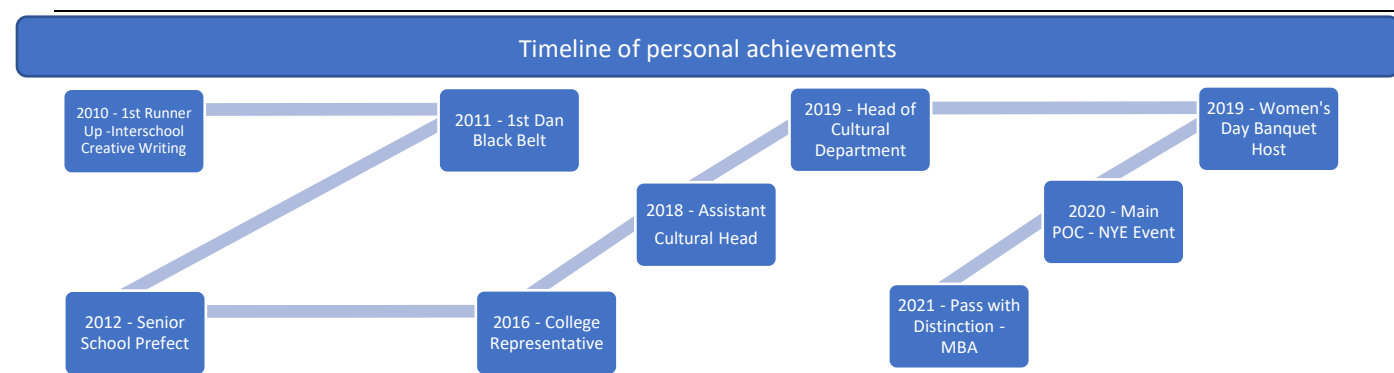 Timeline of personal achievements
2010 - 1st Runner
Up -Interschool
Creative Writing
2011 - 1st Dan
Black Belt
2012 - Senior
School Prefect
2016 - College
Representative
2018 - Assistant
Cultural Head
2019 - Head of
Cultural
Department
2019 - Women's
Day Banquet
Host
2020 - Main
POC - NYE Event
2021 - Pass with
Distinction -
MBA